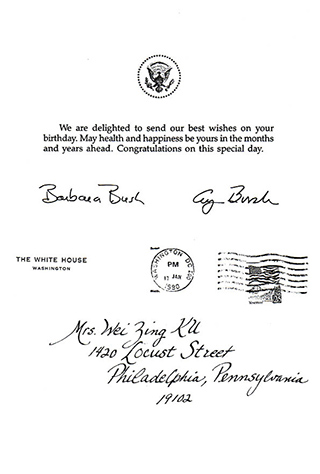 We are delighted to send our best wishes on your
birthday. May health and happiness be yours in the months
and years ahead. Congratulations on this special day.
Barbara Bush
Gy Bush
THE WHITE HOUSE
WASHINGTON
WASHINGTON DC
PM
JAN
1990
Mrs. Wei Zing KU
1420 Locust Street
Philadelphia, Pennsylvania
19102